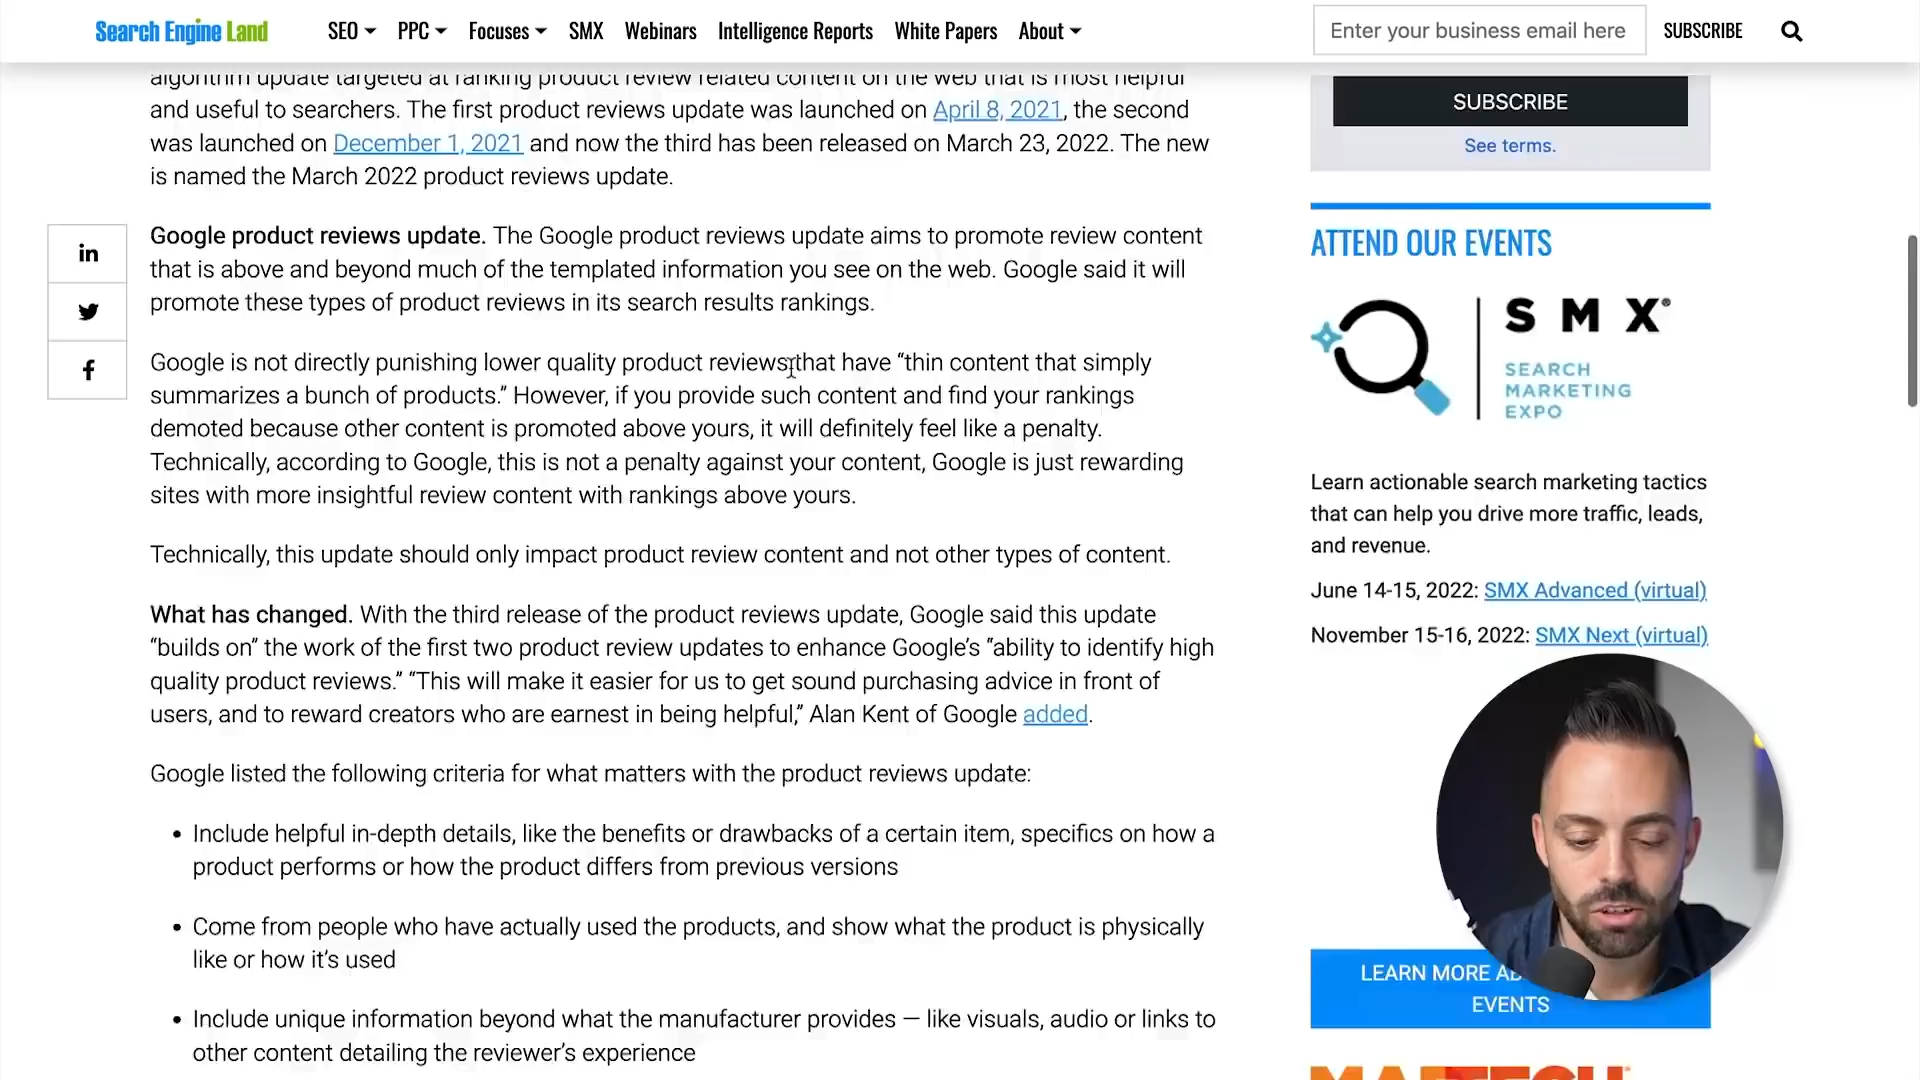 Search Engine Land
SEO PPC Focuses SMX Webinars Intelligence Reports White Papers About
Enter your business email here SUBSCRIBE
algorithm update targeted at ranking product review related content on the web that is most helpful
and useful to searchers. The first product reviews update was launched on April 8, 2021, the second
was launched on December 1, 2021 and now the third has been released on March 23, 2022. The new
is named the March 2022 product reviews update.
Google product reviews update. The Google product reviews update aims to promote review content
that is above and beyond much of the templated information you see on the web. Google said it will
promote these types of product reviews in its search results rankings.
Google is not directly punishing lower quality product reviews that have “thin content that simply
summarizes a bunch of products.” However, if you provide such content and find your rankings
demoted because other content is promoted above yours, it will definitely feel like a penalty.
Technically, according to Google, this is not a penalty against your content, Google is just rewarding
sites with more insightful review content with rankings above yours.
Technically, this update should only impact product review content and not other types of content.
What has changed. With the third release of the product reviews update, Google said this update
“builds on” the work of the first two product review updates to enhance Google’s “ability to identify high
quality product reviews.” “This will make it easier for us to get sound purchasing advice in front of
users, and to reward creators who are earnest in being helpful,” Alan Kent of Google added.
Google listed the following criteria for what matters with the product reviews update:
• Include helpful in-depth details, like the benefits or drawbacks of a certain item, specifics on how a
product performs or how the product differs from previous versions
• Come from people who have actually used the products, and show what the product is physically
like or how it’s used
• Include unique information beyond what the manufacturer provides — like visuals, audio or links to
other content detailing the reviewer’s experience
in
f
SUBSCRIBE
See terms.
ATTEND OUR EVENTS
SMX®
SEARCH
MARKETING
EXPO
Learn actionable search marketing tactics
that can help you drive more traffic, leads,
and revenue.
June 14-15, 2022: SMX Advanced (virtual)
November 15-16, 2022: SMX Next (virtual)
LEARN MORE
EVENTS